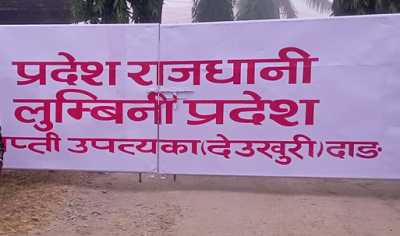 प्रदेश राजधानी
लुम्बिनी प्रदेश
उपत्यका(देउखुरी)दाङ